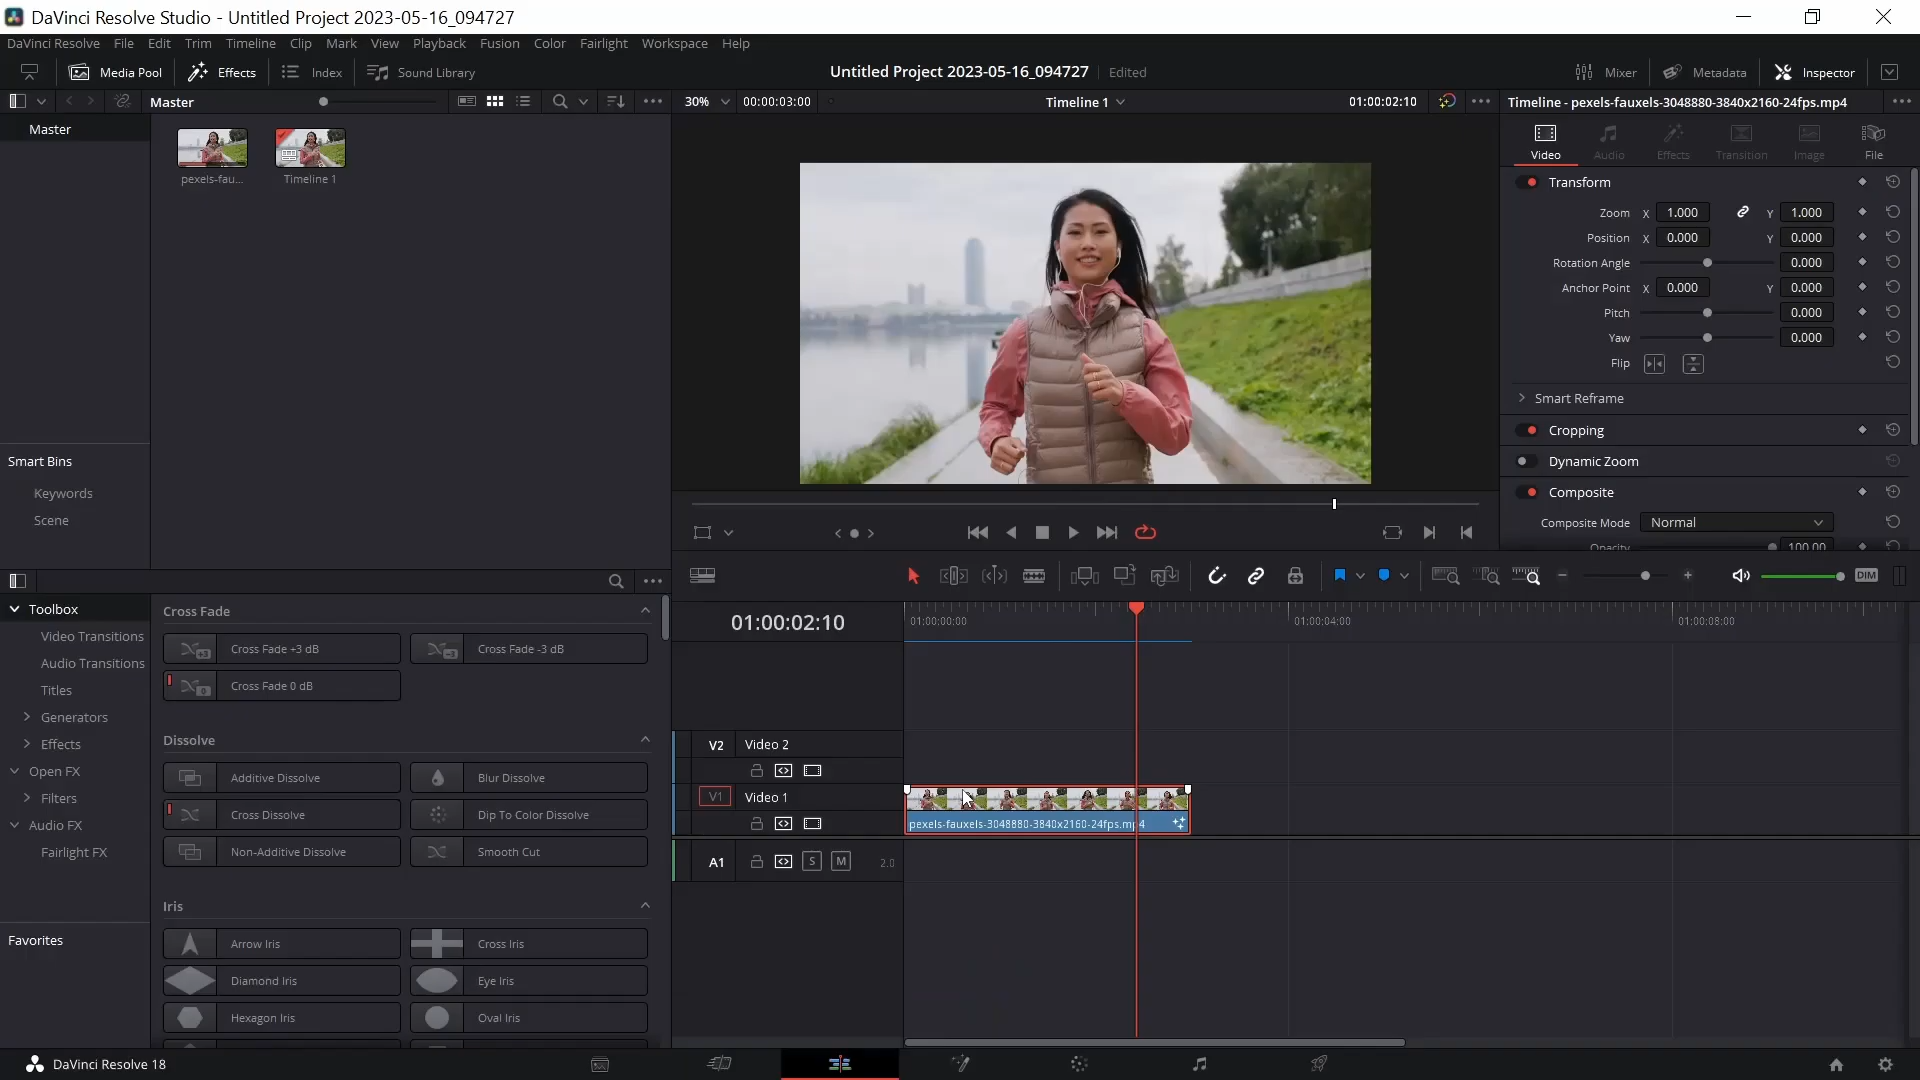 DaVinci Resolve Studio - Untitled Project 2023-05-16_094727
DaVinci Resolve File Edit Trim Timeline Clip Mark View Playback Fusion Color Fairlight Workspace Help
Media Pool Effects Index Sound Library Untitled Project 2023-05-16_094727 Edited Mixer Metadata Inspector
Master 30% 00:00:03:00 Timeline 1 01:00:02:10 Timeline - pexels-fauxels-3048880-3840x2160-24fps.mp4
Master
pexels-fau... Timeline 1
Video Audio Effects Transition Image File
Transform
Zoom X 1.000 Y 1.000
Position X 0.000 Y 0.000
Rotation Angle 0.000
Anchor Point X 0.000 Y 0.000
Pitch 0.000
Yaw 0.000
Flip
Smart Reframe
Cropping
Dynamic Zoom
Composite
Composite Mode Normal
Opacity 100.00
Smart Bins
Keywords
Scene
DIM
Toolbox
Video Transitions
Audio Transitions
Titles
Generators
Effects
Open FX
Filters
Audio FX
Fairlight FX
Favorites
Cross Fade
+3 Cross Fade +3 dB -3 Cross Fade -3 dB
0 Cross Fade 0 dB
Dissolve
Additive Dissolve Blur Dissolve
Cross Dissolve Dip To Color Dissolve
Non-Additive Dissolve Smooth Cut
Iris
Arrow Iris Cross Iris
Diamond Iris Eye Iris
Hexagon Iris Oval Iris
01:00:02:10 01:00:00:00 01:00:04:00 01:00:08:00
V2 Video 2
V1 Video 1
pexels-fauxels-3048880-3840x2160-24fps.mp4
A1 S M 2.0
DaVinci Resolve 18